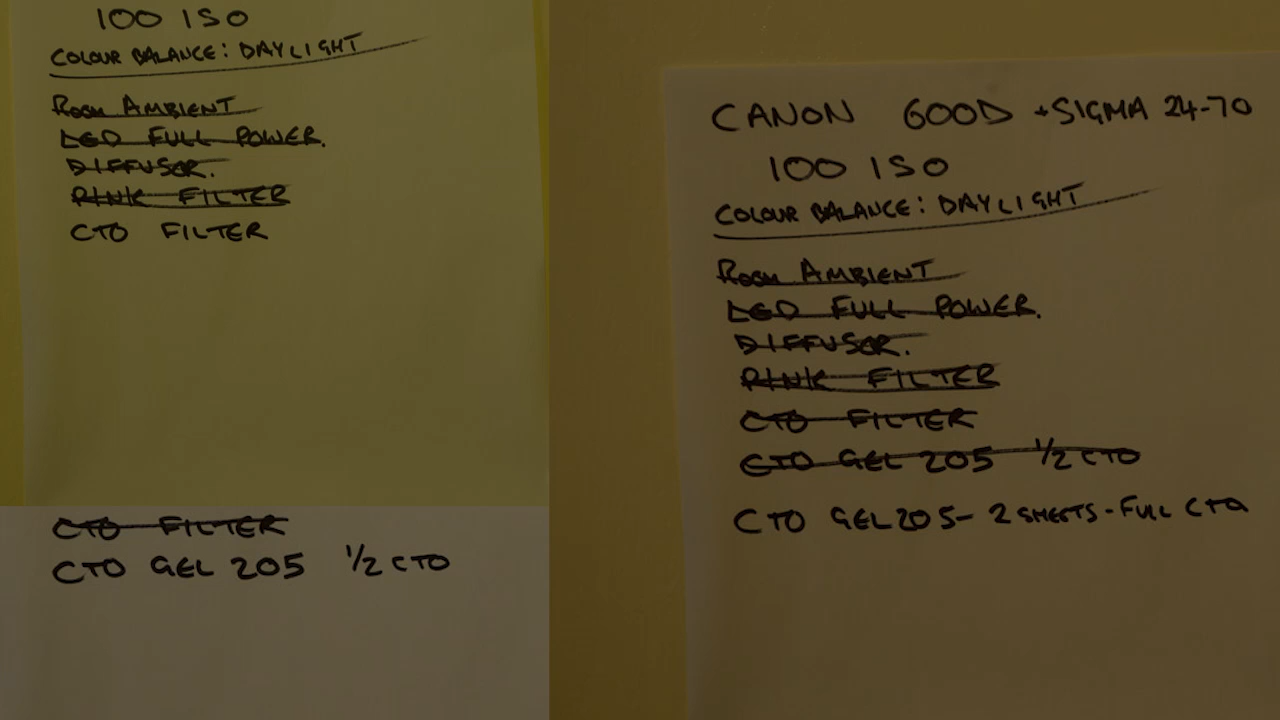 100 ISO
COLOUR BALANCE: DAYLIGHT
ROOM AMBIENT
LED FULL POWER.
DIFFUSOR.
PINK FILTER
CTO FILTER
CTO FILTER
CTO GEL 205 1/2 CTO
CANON 600D + SIGMA 24-70
100 ISO
COLOUR BALANCE: DAYLIGHT
ROOM AMBIENT
LED FULL POWER.
DIFFUSOR.
PINK FILTER
CTO FILTER
CTO GEL 205 1/2 CTO
CTO GEL 205- 2 SHEETS - FULL CTO